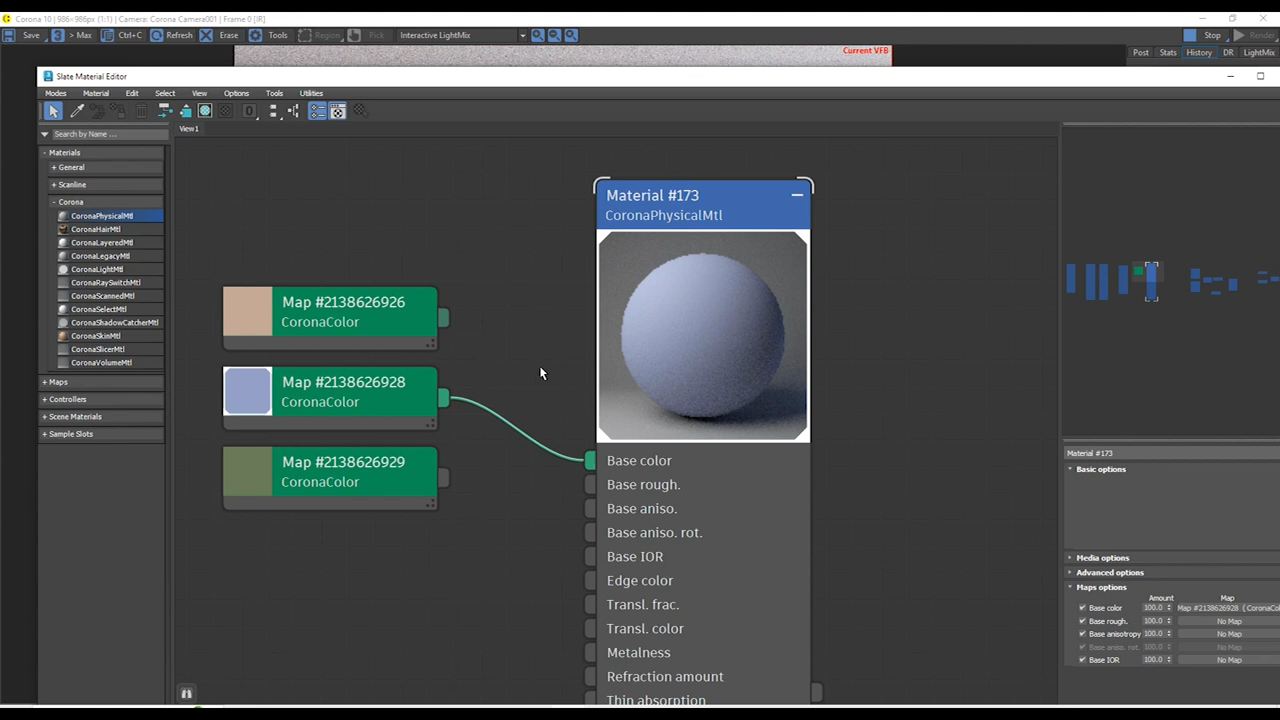 Corona 10 | 986×986px (1:1) | Camera: Corona Camera001 | Frame 0 [IR]
Save 3 > Max Ctrl+C Refresh Erase Tools Region Pick Interactive LightMix Stop Render
Current VFB
Post Stats History DR LightMix
Slate Material Editor
Modes Material Edit Select View Options Tools Utilities
0
Search by Name ... View1
- Materials
+ General
+ Scanline
- Corona
CoronaPhysicalMtl
CoronaHairMtl
CoronaLayeredMtl
CoronaLegacyMtl
CoronaLightMtl
CoronaRaySwitchMtl
CoronaScannedMtl
CoronaSelectMtl
CoronaShadowCatcherMtl
CoronaSkinMtl
CoronaSlicerMtl
CoronaVolumeMtl
+ Maps
+ Controllers
+ Scene Materials
+ Sample Slots
Map #2138626926
CoronaColor
Map #2138626928
CoronaColor
Map #2138626929
CoronaColor
Material #173
CoronaPhysicalMtl
Base color
Base rough.
Base aniso.
Base aniso. rot.
Base IOR
Edge color
Transl. frac.
Transl. color
Metalness
Refraction amount
Thin absorption
Material #173
Basic options
Media options
Advanced options
Maps options
Amount Map
Base color 100.0 Map #2138626928 ( CoronaCol
Base rough. 100.0 No Map
Base anisotropy 100.0 No Map
Base aniso. rot. 100.0 No Map
Base IOR 100.0 No Map